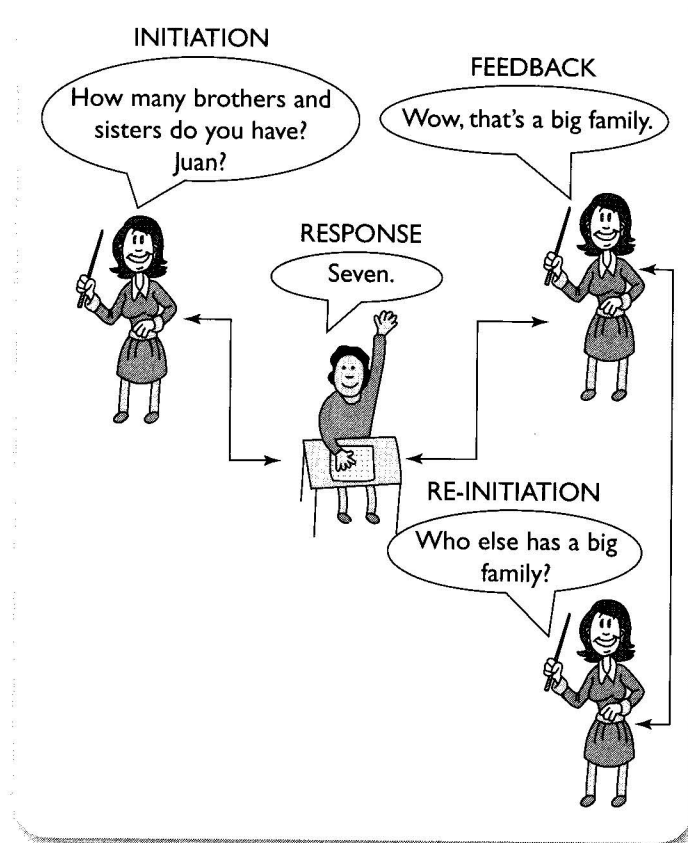 INITIATION
How many brothers and
sisters do you have?
Juan?
RESPONSE
Seven.
FEEDBACK
Wow, that's a big family.
RE-INITIATION
Who else has a big
family?